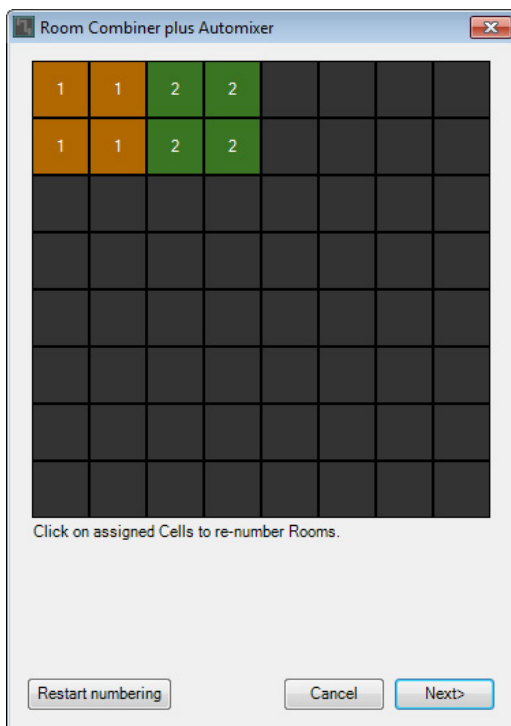 Room Combiner plus Automixer
1 1 2 2
1 1 2 2
Click on assigned Cells to re-number Rooms.
Restart numbering Cancel Next>